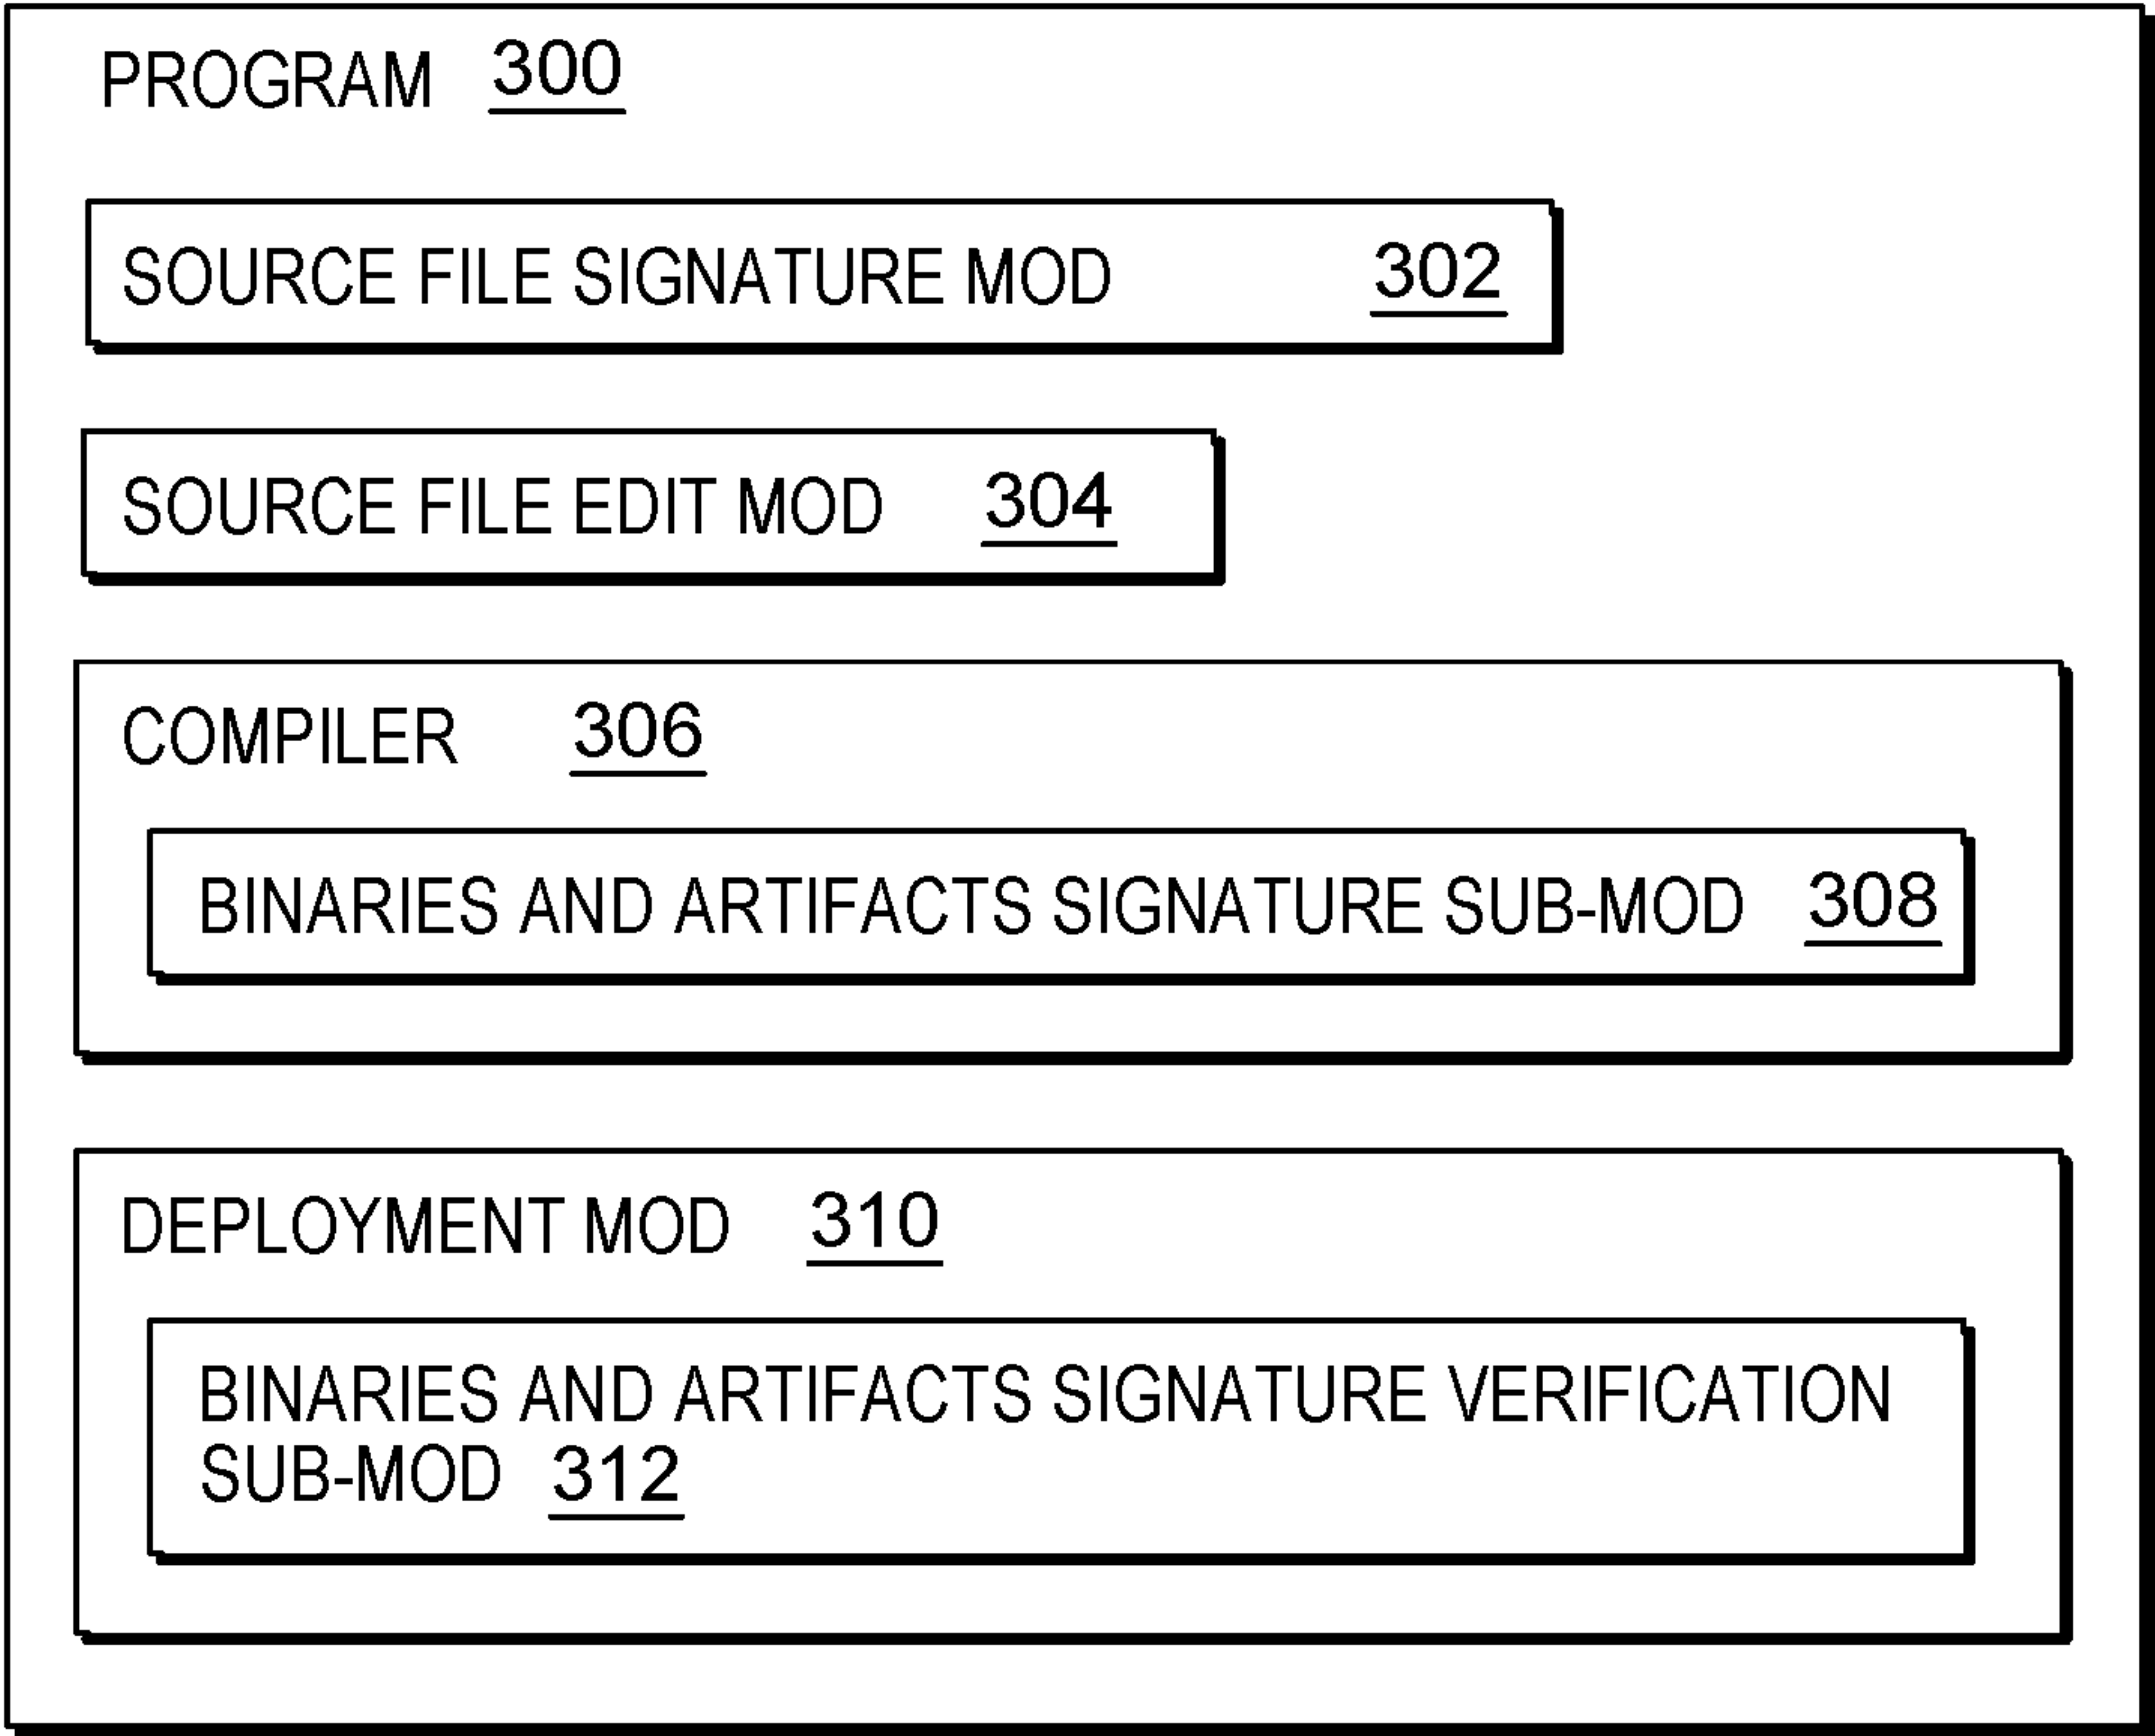 PROGRAM 300
SOURCE FILE SIGNATURE MOD 302
SOURCE FILE EDIT MOD 304
COMPILER 306
BINARIES AND ARTIFACTS SIGNATURE SUB-MOD 308
DEPLOYMENT MOD 310
BINARIES AND ARTIFACTS SIGNATURE VERIFICATION
SUB-MOD 312